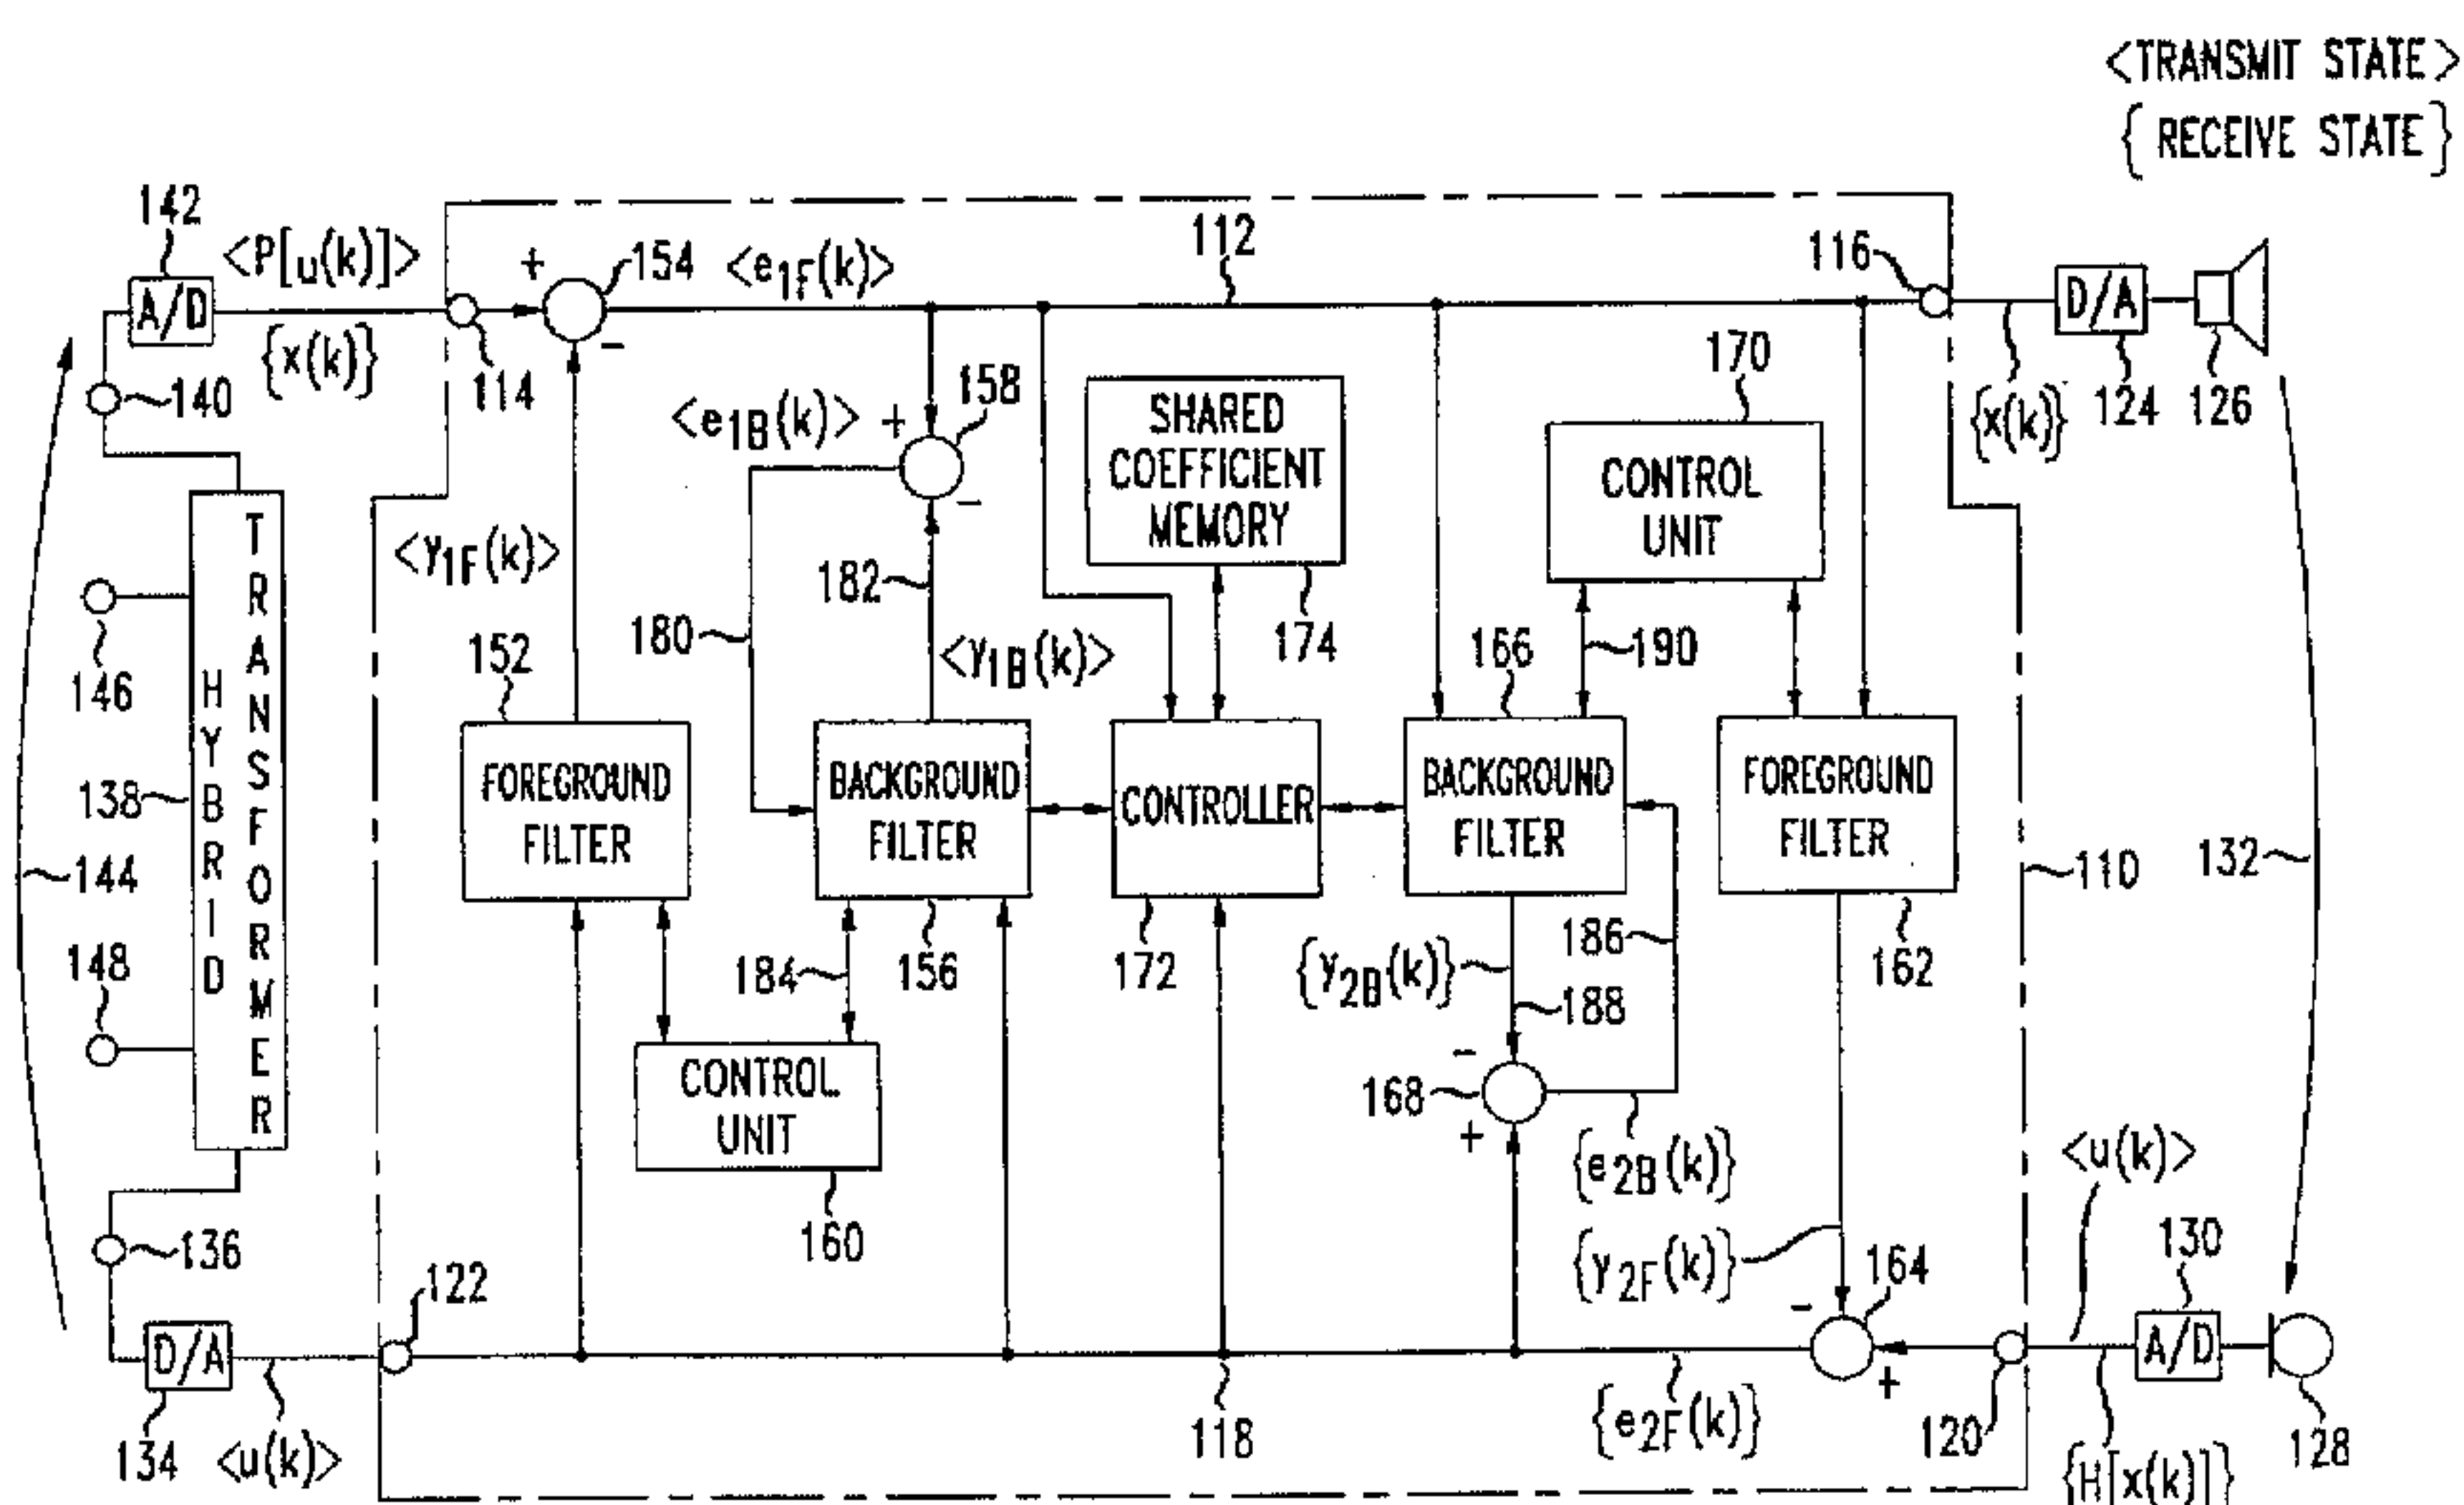 <TRANSMIT STATE>
{RECEIVE STATE}
142
<P[u(k)]>
A/D
{x(k)}
140
114
+
154
-
<e1F(k)>
112
116
D/A
{x(k)}
124
126
170
<e1B(k)>
+
158
-
SHARED
COEFFICIENT
MEMORY
174
CONTROL
UNIT
<Y1F(k)>
182
180
<Y1B(k)>
152
166
190
146
138
HYBRID
TRANSFORMER
144
148
FOREGROUND
FILTER
BACKGROUND
FILTER
CONTROLLER
BACKGROUND
FILTER
FOREGROUND
FILTER
110
132
184
156
172
{Y2B(k)}
186
188
162
CONTROL
UNIT
160
-
168
+
{e2B(k)}
{Y2F(k)}
<u(k)>
136
122
164
130
-
+
D/A
134
<u(k)>
118
{e2F(k)}
120
A/D
128
{H[x(k)]}